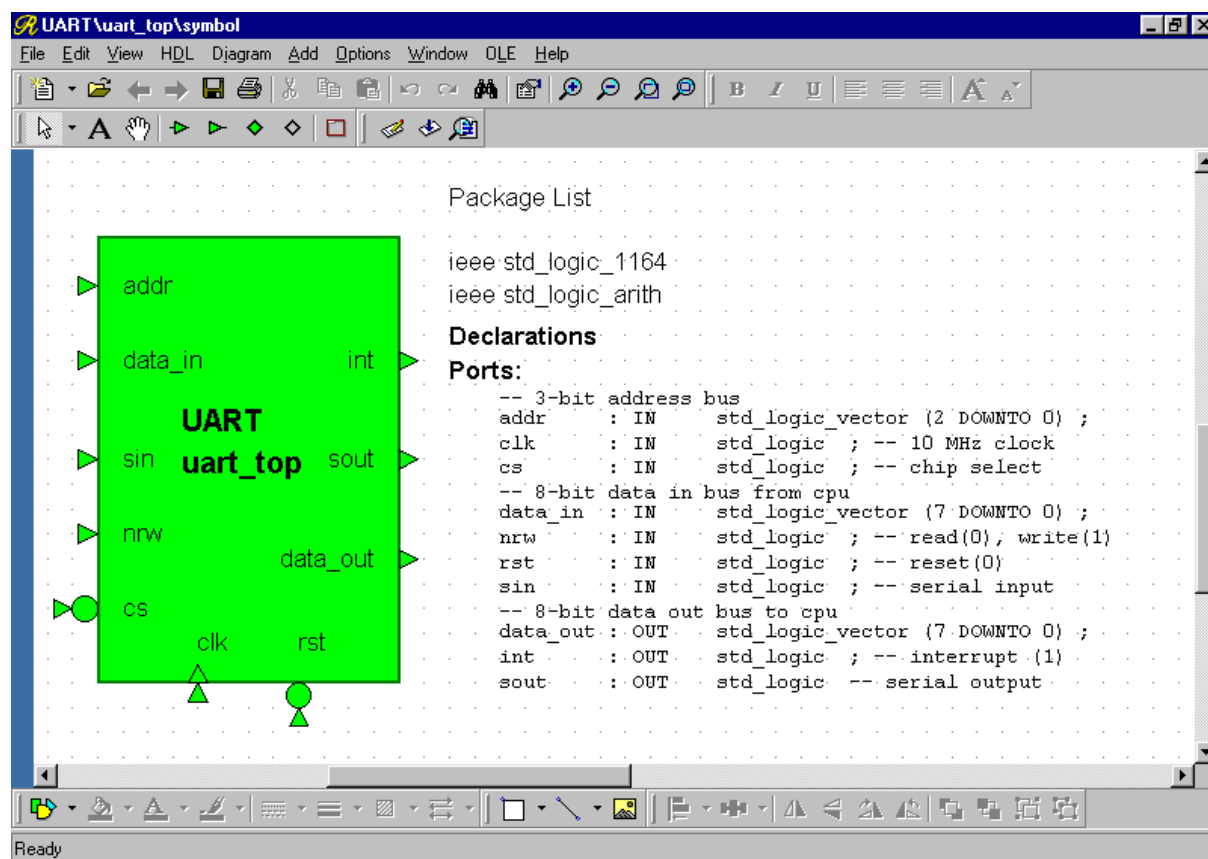 UART\uart_top\symbol
File Edit View HDL Diagram Add Options Window OLE Help
B I U A A
A
Package List
ieee std_logic_1164
ieee std_logic_arith
Declarations
Ports:
-- 3-bit address bus
addr : IN std_logic_vector (2 DOWNTO 0) ;
clk : IN std_logic ; -- 10 MHz clock
cs : IN std_logic ; -- chip select
-- 8-bit data in bus from cpu
data_in : IN std_logic_vector (7 DOWNTO 0) ;
nrw : IN std_logic ; -- read(0), write(1)
rst : IN std_logic ; -- reset(0)
sin : IN std_logic ; -- serial input
-- 8-bit data out bus to cpu
data_out : OUT std_logic_vector (7 DOWNTO 0) ;
int : OUT std_logic ; -- interrupt (1)
sout : OUT std_logic -- serial output
addr
data_in int
UART
sin uart_top sout
nrw
data_out
cs
clk rst
A
Ready